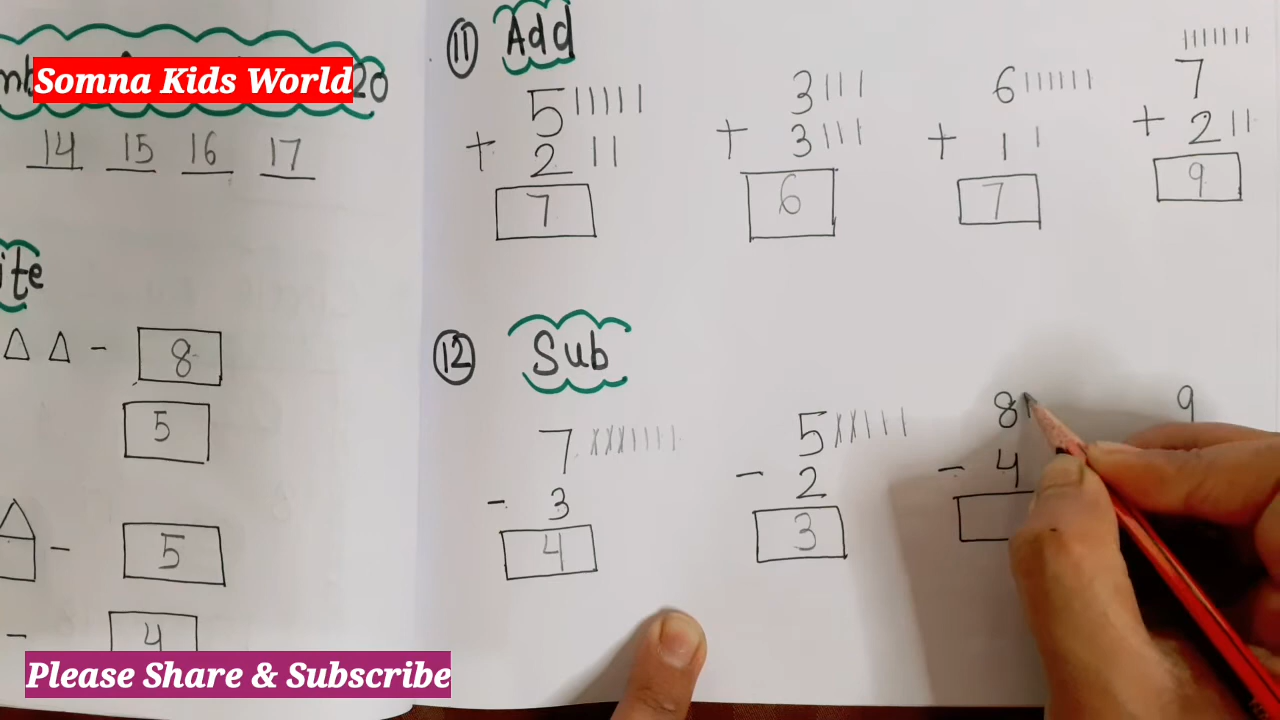 Somna Kids World
20
14 15 16 17
ite
△ △ - 8
5
- 5
- 4
11 Add
5 3 6 7
+ 2 + 3 + 1 + 2
7 6 7 9
12 Sub
7 5 8 9
- 3 - 2 - 4
4 3
Please Share & Subscribe